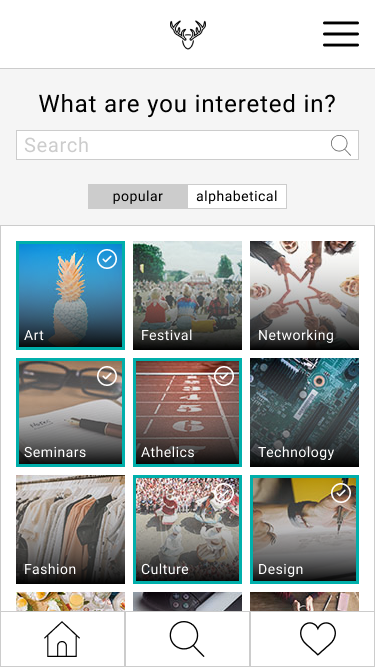 What are you intereted in?
Search
popular alphabetical
Art Festival Networking
Seminars Athelics Technology
Fashion Culture Design